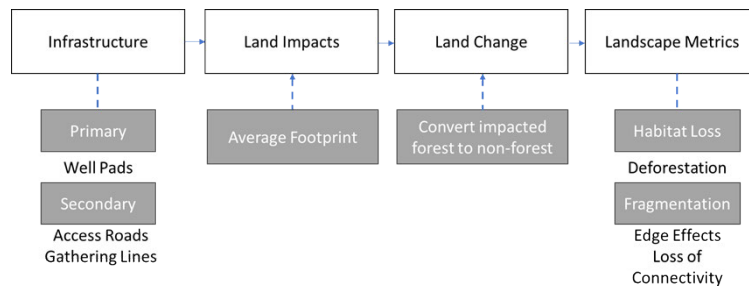 Infrastructure
Land Impacts
Land Change
Landscape Metrics
Primary
Average Footprint
Convert impacted
forest to non-forest
Habitat Loss
Well Pads
Deforestation
Secondary
Fragmentation
Access Roads
Gathering Lines
Edge Effects
Loss of
Connectivity